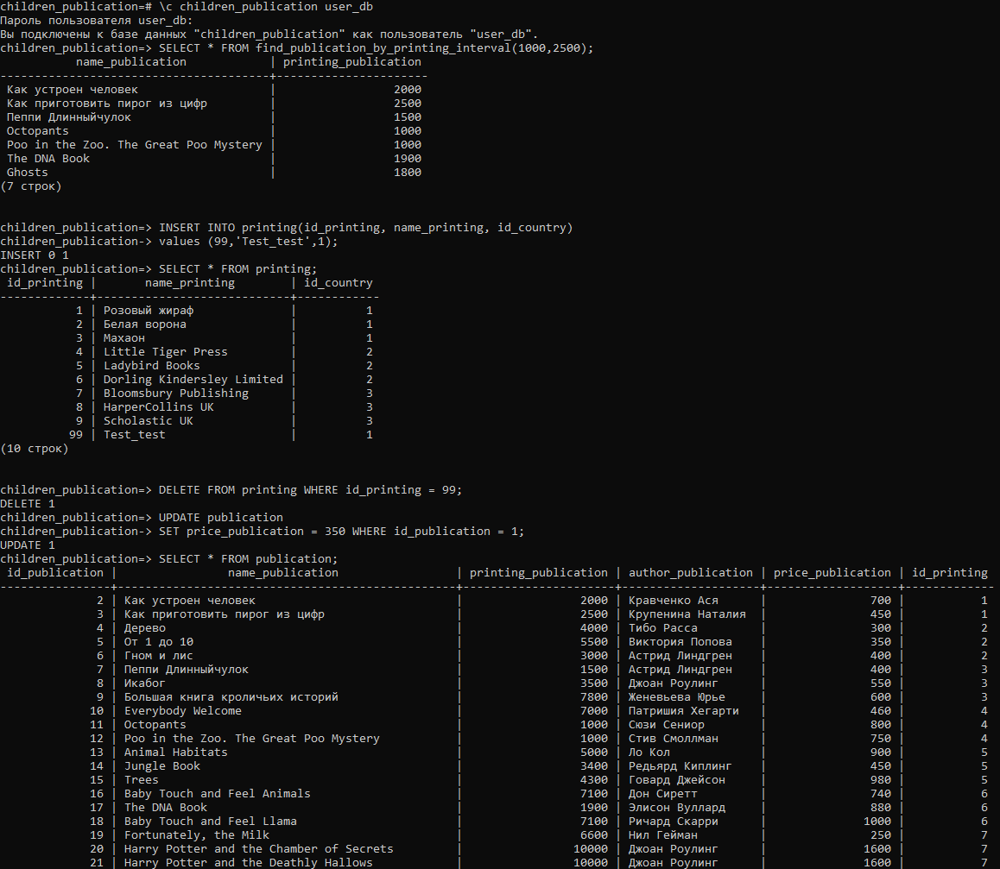 children_publication=# \c children_publication user_db
Пароль пользователя user_db:
Вы подключены к базе данных "children_publication" как пользователь "user_db".
children_publication=> SELECT * FROM find_publication_by_printing_interval(1000,2500);
           name_publication            | printing_publication
---------------------------------------+----------------------
 Как устроен человек                   |                 2000
 Как приготовить пирог из цифр         |                 2500
 Пеппи Длинныйчулок                    |                 1500
 Octopants                             |                 1000
 Poo in the Zoo. The Great Poo Mystery |                 1000
 The DNA Book                          |                 1900
 Ghosts                                |                 1800
(7 строк)
children_publication=> INSERT INTO printing(id_printing, name_printing, id_country)
children_publication-> values (99,'Test_test',1);
INSERT 0 1
children_publication=> SELECT * FROM printing;
 id_printing |       name_printing        | id_country
-------------+----------------------------+------------
           1 | Розовый жираф              |          1
           2 | Белая ворона               |          1
           3 | Махаон                     |          1
           4 | Little Tiger Press         |          2
           5 | Ladybird Books             |          2
           6 | Dorling Kindersley Limited |          2
           7 | Bloomsbury Publishing      |          3
           8 | HarperCollins UK           |          3
           9 | Scholastic UK              |          3
          99 | Test_test                  |          1
(10 строк)
children_publication=> DELETE FROM printing WHERE id_printing = 99;
DELETE 1
children_publication=> UPDATE publication
children_publication-> SET price_publication = 350 WHERE id_publication = 1;
UPDATE 1
children_publication=> SELECT * FROM publication;
 id_publication |                name_publication                 | printing_publication | author_publication | price_publication | id_printing
----------------+-------------------------------------------------+----------------------+--------------------+-------------------+-------------
              2 | Как устроен человек                             |                 2000 | Кравченко Ася      |               700 |           1
              3 | Как приготовить пирог из цифр                   |                 2500 | Крупенина Наталия  |               450 |           1
              4 | Дерево                                          |                 4000 | Тибо Расса         |               300 |           2
              5 | От 1 до 10                                      |                 5500 | Виктория Попова    |               350 |           2
              6 | Гном и лис                                      |                 3000 | Астрид Линдгрен    |               400 |           2
              7 | Пеппи Длинныйчулок                              |                 1500 | Астрид Линдгрен    |               400 |           3
              8 | Икабог                                          |                 3500 | Джоан Роулинг      |               550 |           3
              9 | Большая книга кроличьих историй                 |                 7800 | Женевьева Юрье     |               600 |           3
             10 | Everybody Welcome                               |                 7000 | Патришия Хегарти   |               460 |           4
             11 | Octopants                                       |                 1000 | Сюзи Сениор        |               800 |           4
             12 | Poo in the Zoo. The Great Poo Mystery           |                 1000 | Стив Смоллман      |               750 |           4
             13 | Animal Habitats                                 |                 5000 | Ло Кол             |               900 |           5
             14 | Jungle Book                                     |                 3400 | Редьярд Киплинг    |               450 |           5
             15 | Trees                                           |                 4300 | Говард Джейсон     |               980 |           5
             16 | Baby Touch and Feel Animals                     |                 7100 | Дон Сиретт         |               740 |           6
             17 | The DNA Book                                    |                 1900 | Элисон Вуллард     |               880 |           6
             18 | Baby Touch and Feel Llama                       |                 7100 | Ричард Скарри      |              1000 |           6
             19 | Fortunately, the Milk                           |                 6600 | Нил Гейман         |               250 |           7
             20 | Harry Potter and the Chamber of Secrets         |                10000 | Джоан Роулинг      |              1600 |           7
             21 | Harry Potter and the Deathly Hallows            |                10000 | Джоан Роулинг      |              1600 |           7